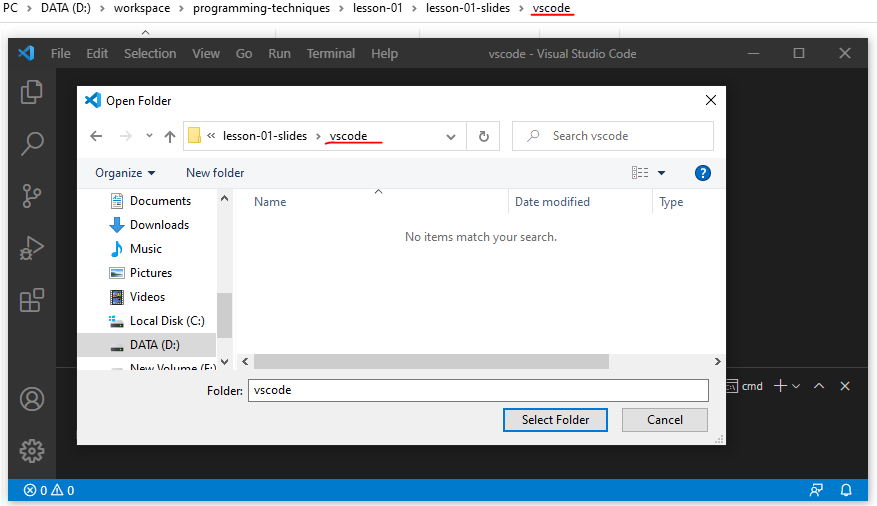 PC > DATA (D:) > workspace > programming-techniques > lesson-01 > lesson-01-slides > vscode
File Edit Selection View Go Run Terminal Help vscode - Visual Studio Code
Open Folder
« lesson-01-slides > vscode Search vscode
Organize New folder ?
Documents Name Date modified Type
Downloads No items match your search.
Music
Pictures
Videos
Local Disk (C:)
DATA (D:)
New Volume (E:)
cmd
Folder: vscode
Select Folder Cancel
0 0